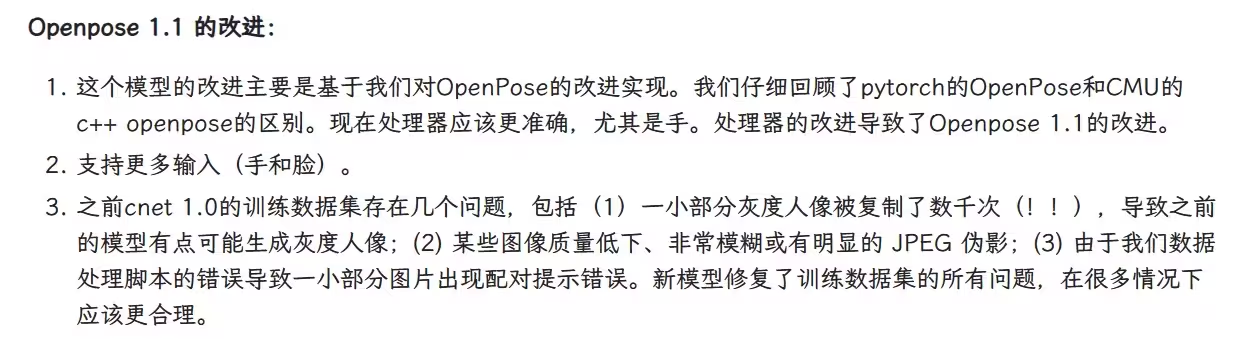 Openpose 1.1 的改进：
1. 这个模型的改进主要是基于我们对OpenPose的改进实现。我们仔细回顾了pytorch的OpenPose和CMU的
c++ openpose的区别。现在处理器应该更准确，尤其是手。处理器的改进导致了Openpose 1.1的改进。
2. 支持更多输入（手和脸）。
3. 之前cnet 1.0的训练数据集存在几个问题，包括（1）一小部分灰度人像被复制了数千次（！！），导致之前
的模型有点可能生成灰度人像；(2) 某些图像质量低下、非常模糊或有明显的 JPEG 伪影；(3) 由于我们数据
处理脚本的错误导致一小部分图片出现配对提示错误。新模型修复了训练数据集的所有问题，在很多情况下
应该更合理。